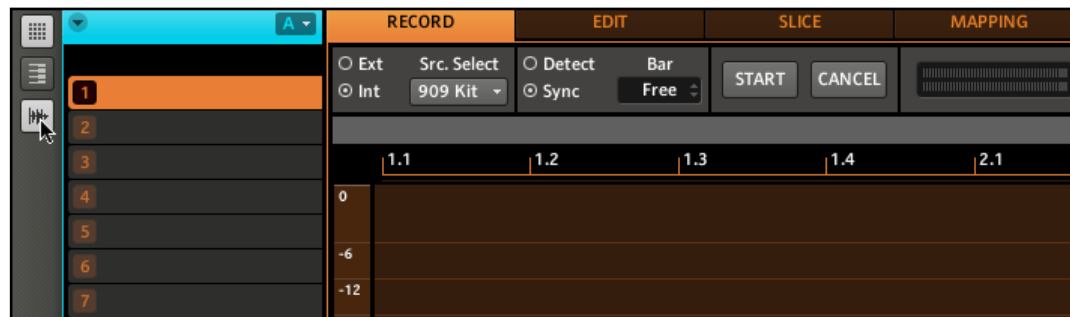 A
RECORD EDIT SLICE MAPPING
Ext Src. Select Detect Bar
Int 909 Kit Sync Free START CANCEL
1
2
3
4
5
6
7
1.1 1.2 1.3 1.4 2.1
0
-6
-12